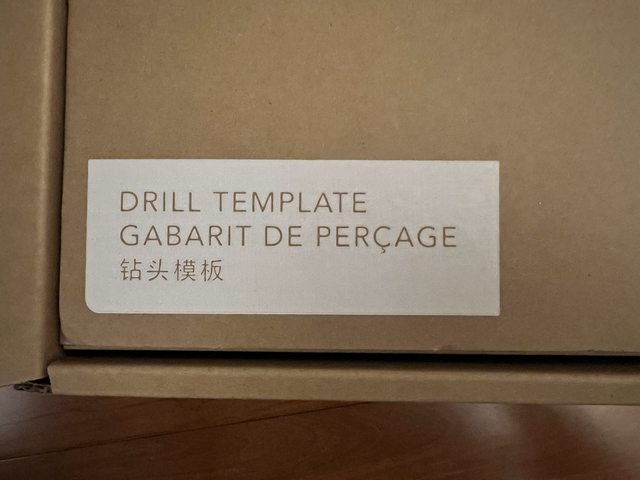 DRILL TEMPLATE
GABARIT DE PERÇAGE
钻头模板